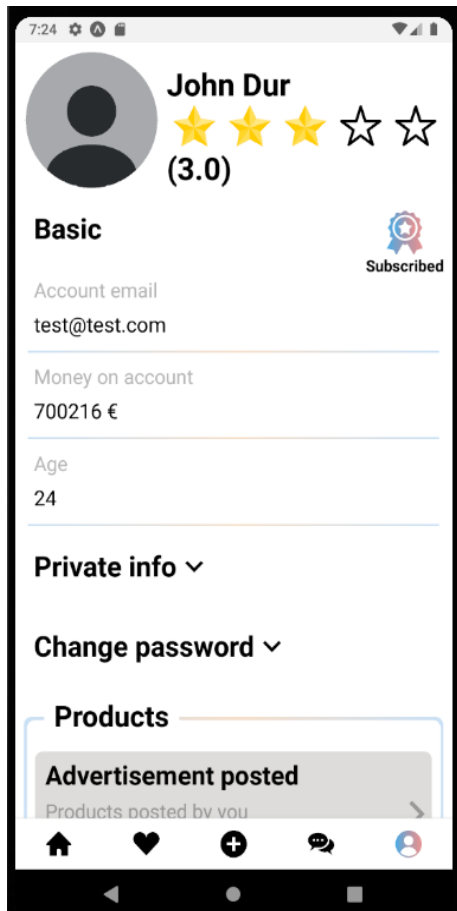 7:24
John Dur
(3.0)
Basic
Subscribed
Account email
test@test.com
Money on account
700216 €
Age
24
Private info
Change password
Products
Advertisement posted
Products posted by you